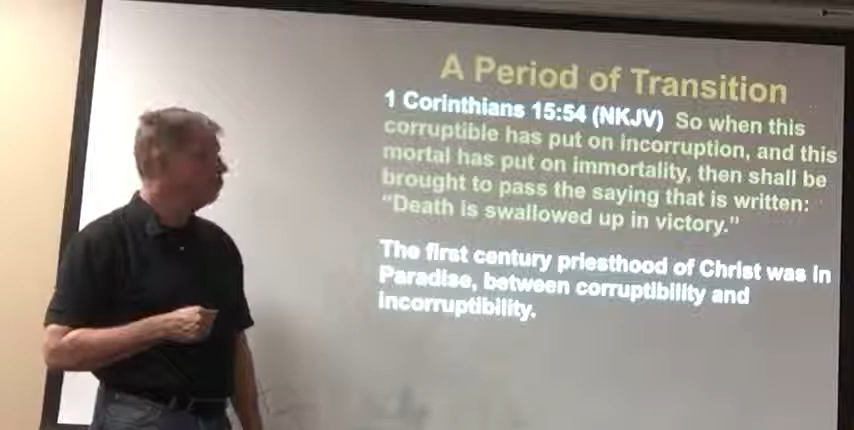 A Period of Transition
1 Corinthians 15:54 (NKJV) So when this
corruptible has put on incorruption, and this
mortal has put on immortality, then shall be
brought to pass the saying that is written:
“Death is swallowed up in victory.”
The first century priesthood of Christ was in
Paradise, between corruptibility and
incorruptibility.